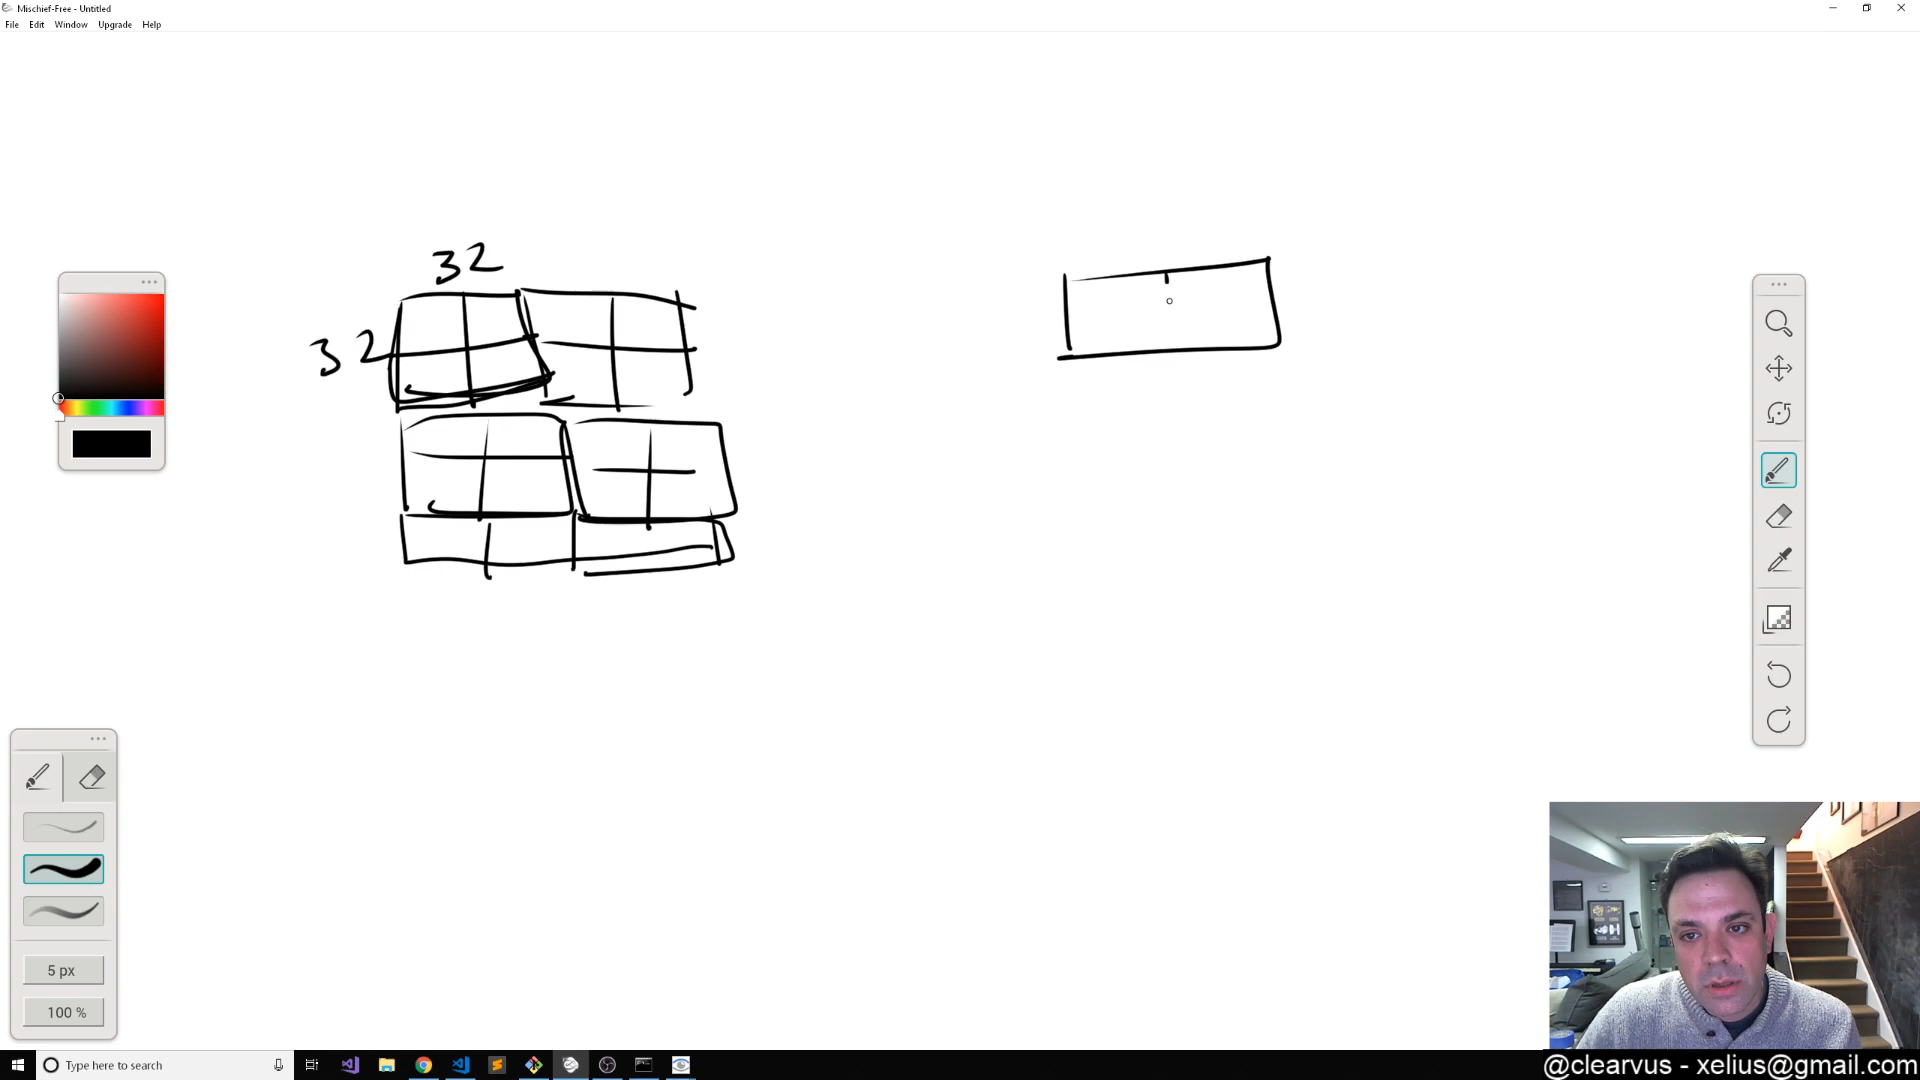 Mischief-Free - Untitled
File Edit Window Upgrade Help
32
32
5 px
100 %
Type here to search
@clearvus - xelius@gmail.com